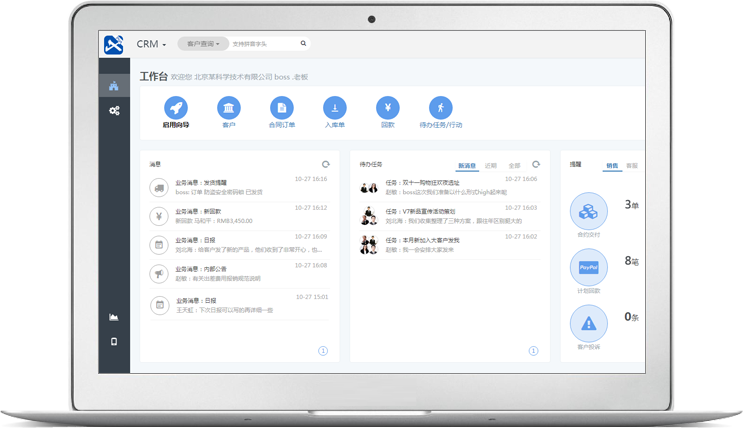 CRM
客户查询
支持拼音字头
工作台 欢迎您 北京某科学技术有限公司 boss .老板
启用向导
客户
合同订单
入库单
回款
待办任务/行动
消息
业务消息：发货提醒 10-27 16:16
boss: 订单 防盗安全密码锁 已发货
业务消息：新回款 10-27 16:12
新回款 马和平：RMB3,450.00
业务消息：日报 10-27 16:09
刘北海：给客户发了新的产品，他们收到了非常开心，也...
业务消息：内部公告 10-27 16:08
赵敏：有关出差费用报销规范说明
业务消息：日报 10-27 15:01
王天虹：下次日报可以写的再详细一些
1
待办任务
新消息 近期 全部
任务：双十一购物狂欢夜选址 10-27 16:06
赵敏：boss这次我们准备以什么形式high起来呢
任务：V7新品宣传活动策划 10-27 16:03
刘北海：我们收集整理了三种方案，跟往年区别挺大的
任务：本月新加入大客户发我 10-27 16:02
赵敏：我一会安排大家发来
1
提醒
销售 客服
3单
合约交付
PayPal
8笔
计划回款
0条
客户投诉